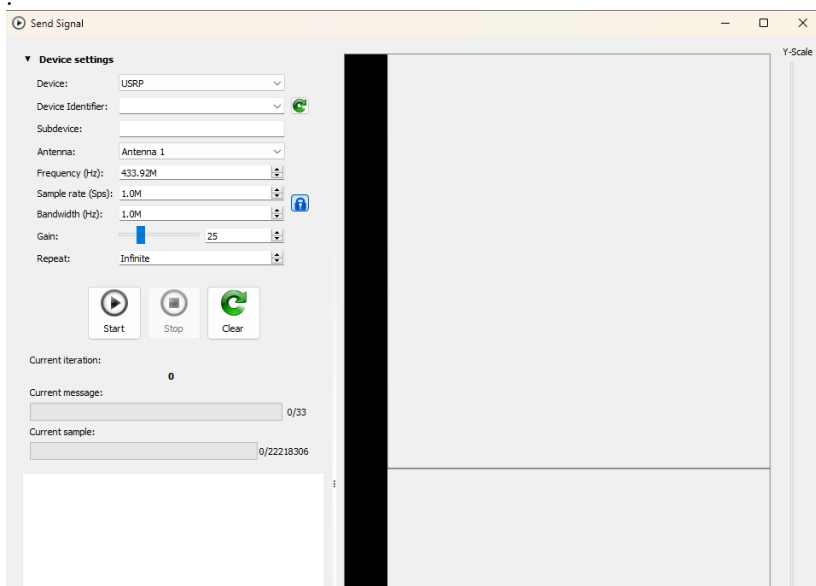 Send Signal
Y-Scale
Device settings
Device: USRP
Device Identifier:
Subdevice:
Antenna: Antenna 1
Frequency (Hz): 433.92M
Sample rate (Sps): 1.0M
Bandwidth (Hz): 1.0M
Gain: 25
Repeat: Infinite
Start Stop Clear
Current iteration:
0
Current message:
0/33
Current sample:
0/22218306